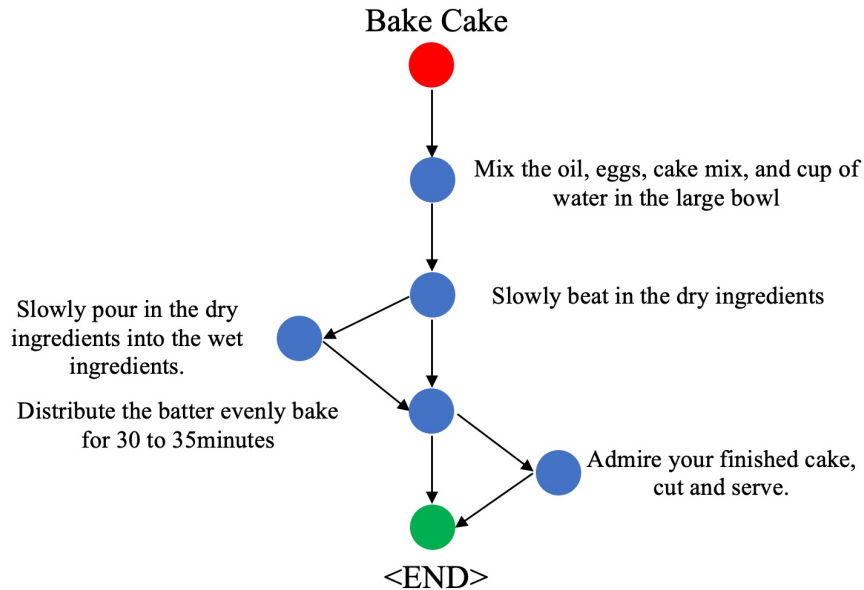 Bake Cake
Mix the oil, eggs, cake mix, and cup of
water in the large bowl
Slowly beat in the dry ingredients
Slowly pour in the dry
ingredients into the wet
ingredients.
Distribute the batter evenly bake
for 30 to 35minutes
Admire your finished cake,
cut and serve.
<END>